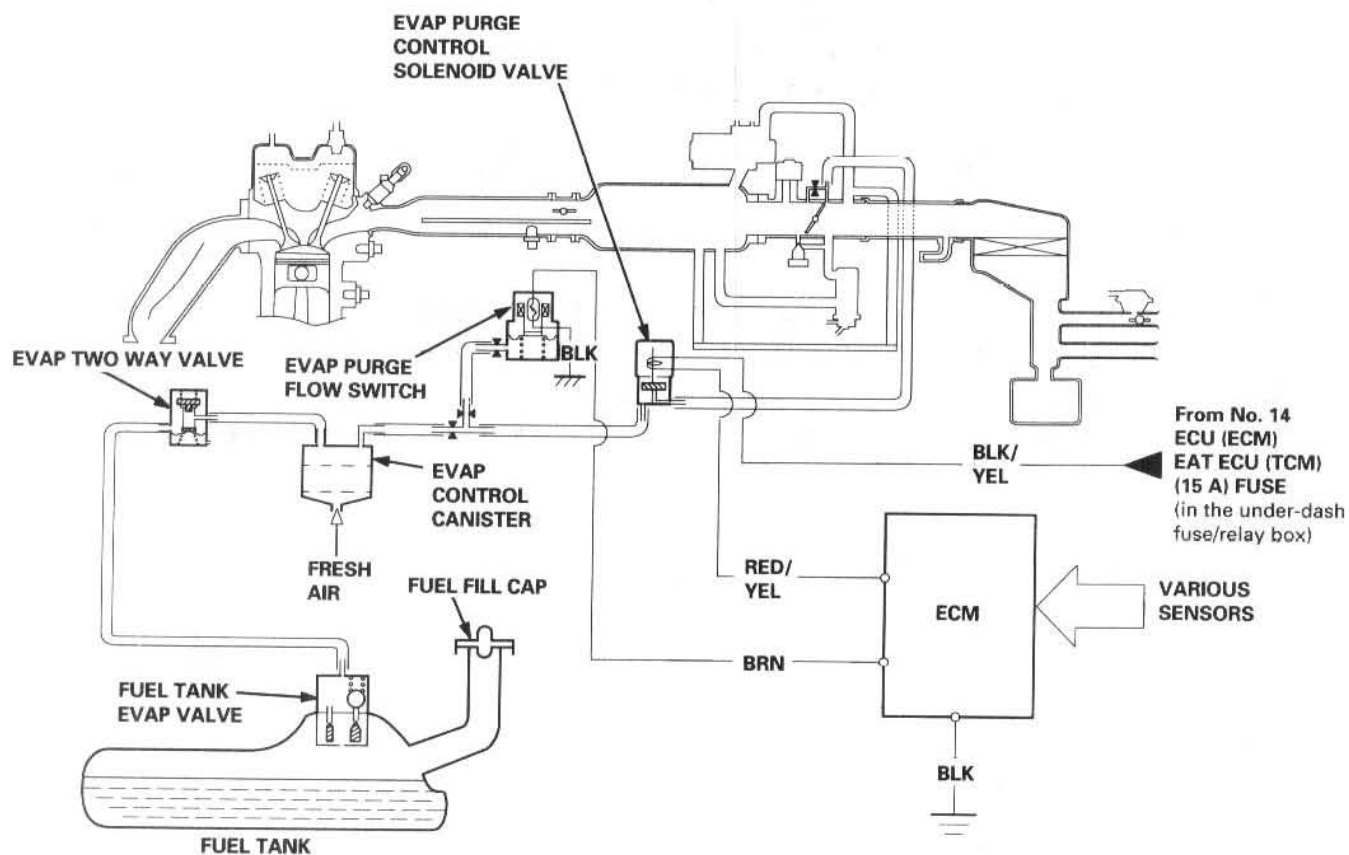 EVAP PURGE
CONTROL
SOLENOID VALVE
EVAP TWO WAY VALVE
EVAP PURGE
FLOW SWITCH
BLK
EVAP
CONTROL
CANISTER
FRESH
AIR
FUEL FILL CAP
FUEL TANK
EVAP VALVE
FUEL TANK
BLK/
YEL
From No. 14
ECU (ECM)
EAT ECU (TCM)
(15 A) FUSE
(in the under-dash
fuse/relay box)
RED/
YEL
BRN
ECM
VARIOUS
SENSORS
BLK